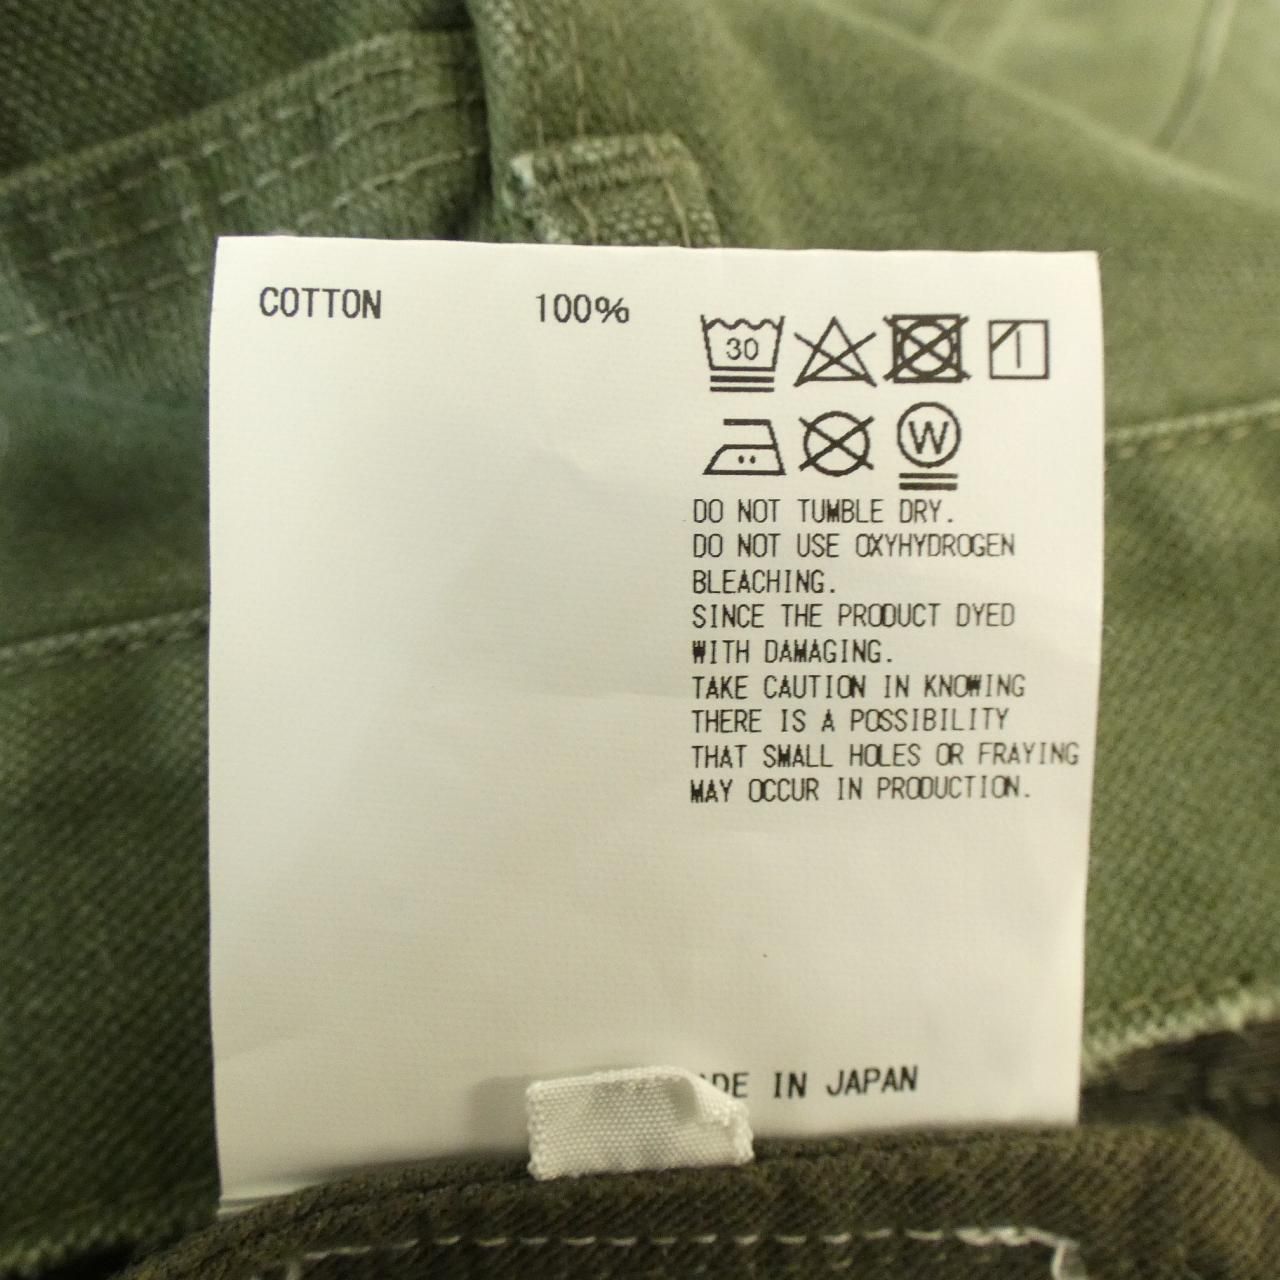 COTTON 100%
30
W
DO NOT TUMBLE DRY.
DO NOT USE OXYHYDROGEN
BLEACHING.
SINCE THE PRODUCT DYED
WITH DAMAGING.
TAKE CAUTION IN KNOWING
THERE IS A POSSIBILITY
THAT SMALL HOLES OR FRAYING
MAY OCCUR IN PRODUCTION.
IN JAPAN